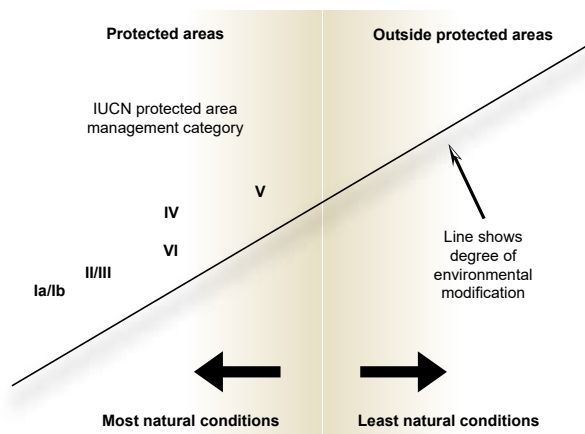 Protected areas
Outside protected areas
IUCN protected area
management category
V
IV
VI
II/III
Ia/Ib
Line shows
degree of
environmental
modification
Most natural conditions
Least natural conditions